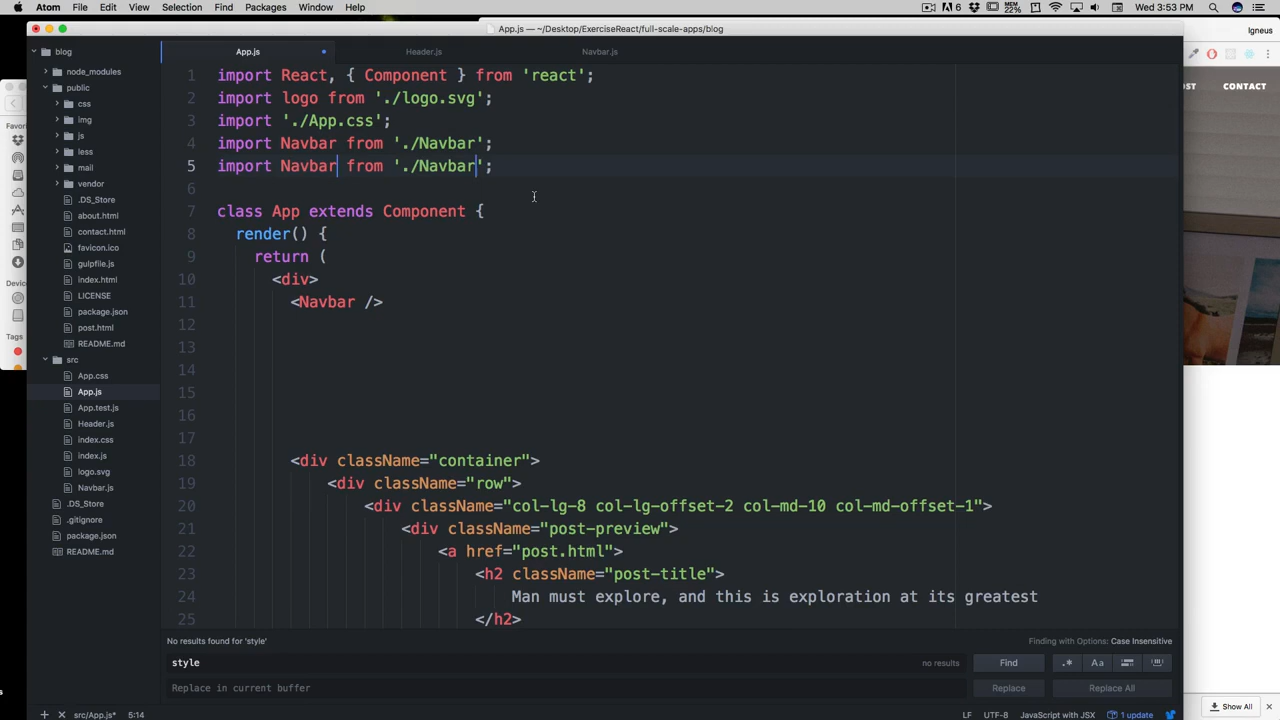 Atom File Edit View Selection Find Packages Window Help
6
MEM
22%
Wed 3:53 PM
App.js — ~/Desktop/ExerciseReact/full-scale-apps/blog
Igneus
blog
App.js
Header.js
Navbar.js
node_modules
public
css
img
js
less
mail
vendor
.DS_Store
about.html
contact.html
favicon.ico
gulpfile.js
index.html
LICENSE
package.json
post.html
README.md
src
App.css
App.js
App.test.js
Header.js
index.css
index.js
logo.svg
Navbar.js
.DS_Store
.gitignore
package.json
README.md
Favor
Device
Tags
1 import React, { Component } from 'react';
2 import logo from './logo.svg';
3 import './App.css';
4 import Navbar from './Navbar';
5 import Navbar from './Navbar';
6
7 class App extends Component {
8 render() {
9 return (
10 <div>
11 <Navbar />
12
13
14
15
16
17
18 <div className="container">
19 <div className="row">
20 <div className="col-lg-8 col-lg-offset-2 col-md-10 col-md-offset-1">
21 <div className="post-preview">
22 <a href="post.html">
23 <h2 className="post-title">
24 Man must explore, and this is exploration at its greatest
25 </h2>
OST CONTACT
No results found for 'style'
Finding with Options: Case Insensitive
style
no results
Find
.*
Aa
Replace in current buffer
Replace
Replace All
src/App.js* 5:14
LF UTF-8 JavaScript with JSX 1 update
Show All